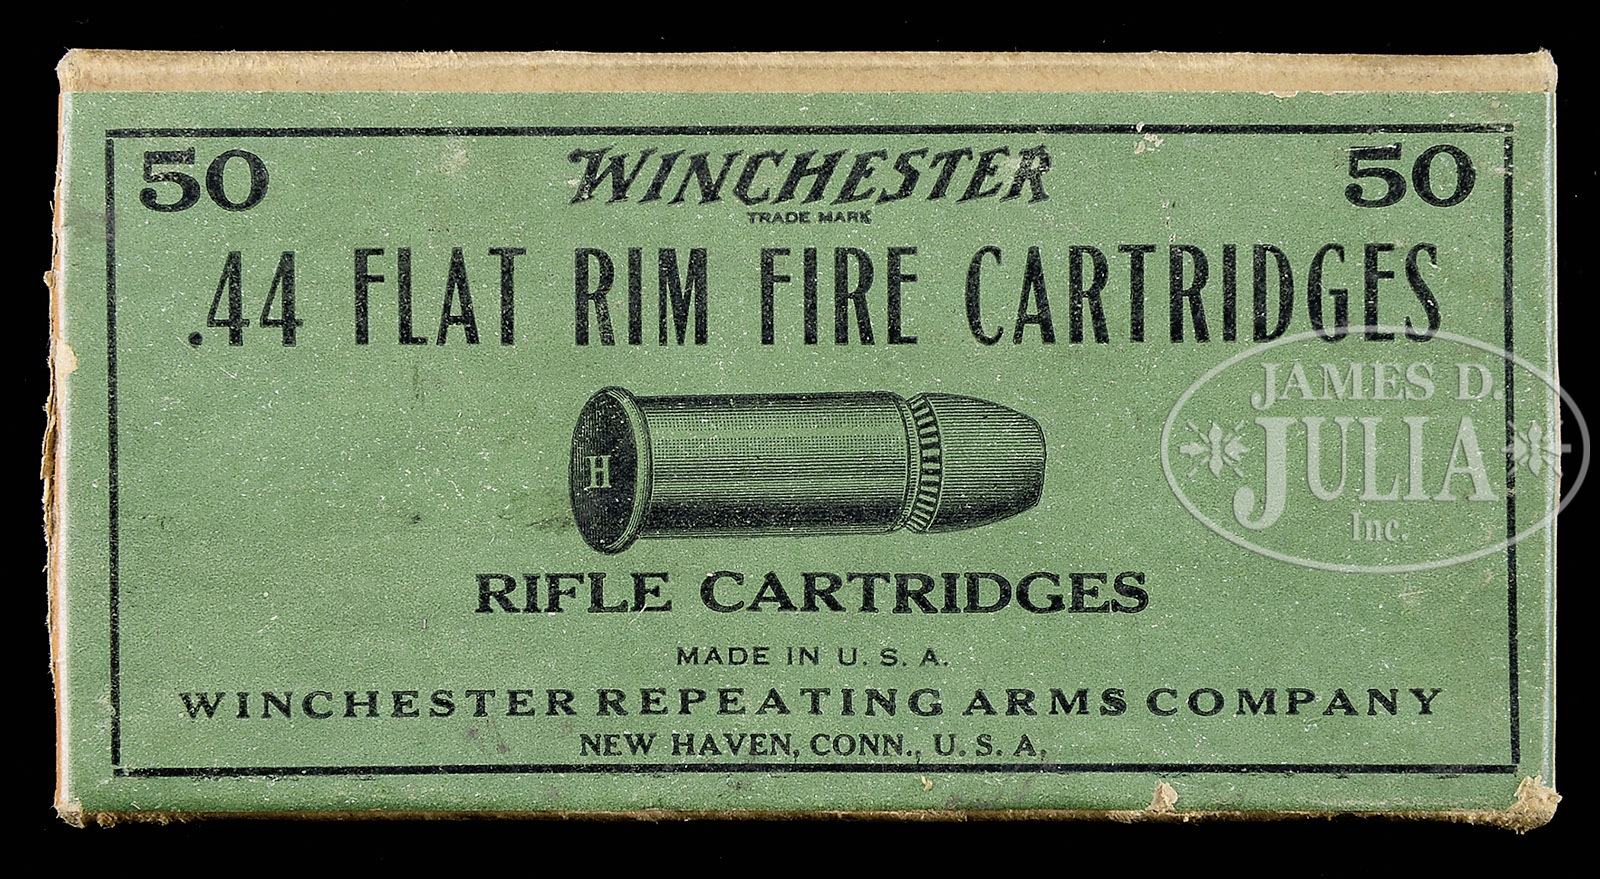 50 WINCHESTER 50
TRADE MARK
.44 FLAT RIM FIRE CARTRIDGES
H
RIFLE CARTRIDGES
MADE IN U. S. A.
WINCHESTER REPEATING ARMS COMPANY
NEW HAVEN, CONN., U. S. A.
JAMES D.
JULIA
Inc.